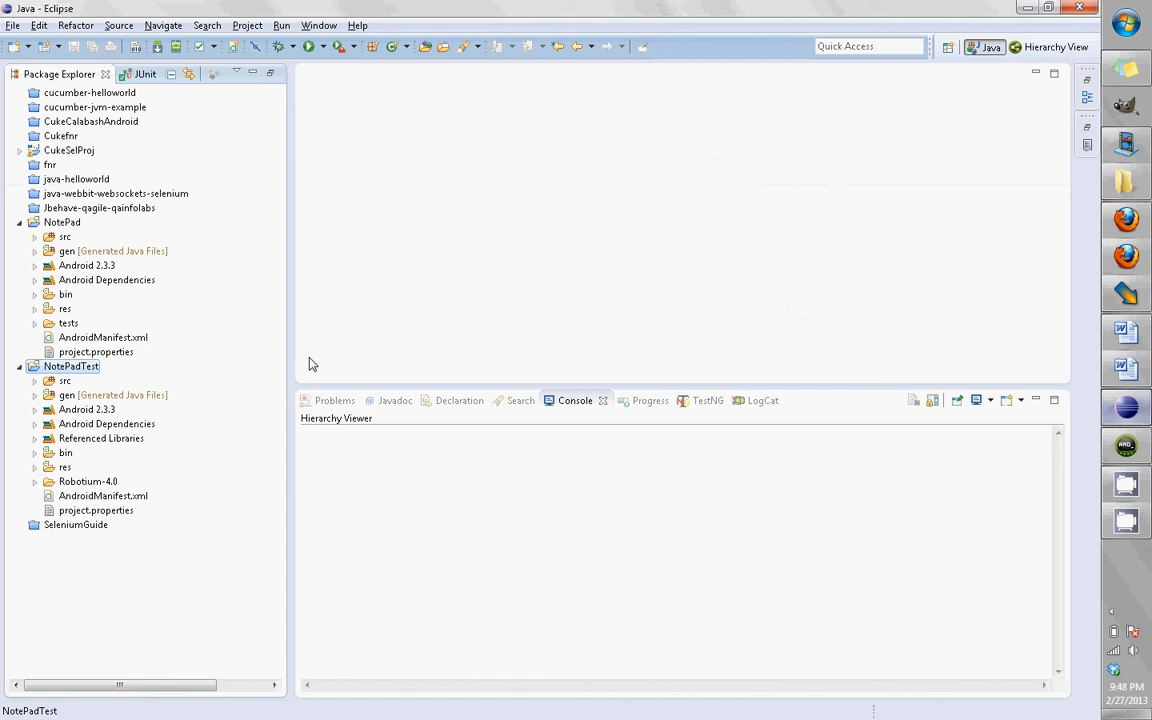 Java - Eclipse
File Edit Refactor Source Navigate Search Project Run Window Help
Quick Access
Java
Hierarchy View
Package Explorer
JUnit
cucumber-helloworld
cucumber-jvm-example
CukeCalabashAndroid
Cukefnr
CukeSelProj
fnr
java-helloworld
java-webbit-websockets-selenium
Jbehave-qagile-qainfolabs
NotePad
src
gen [Generated Java Files]
Android 2.3.3
Android Dependencies
bin
res
tests
AndroidManifest.xml
project.properties
NotePadTest
src
gen [Generated Java Files]
Android 2.3.3
Android Dependencies
Referenced Libraries
bin
res
Robotium-4.0
AndroidManifest.xml
project.properties
SeleniumGuide
Problems Javadoc Declaration Search Console Progress TestNG LogCat
Hierarchy Viewer
NotePadTest
9:48 PM
2/27/2013